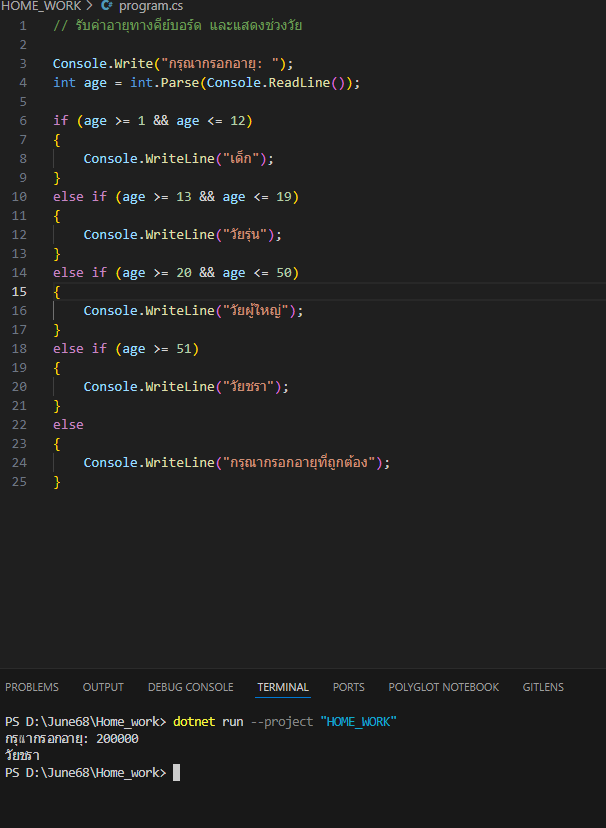 HOME_WORK > C# program.cs
1 // รับค่าอายุทางคีย์บอร์ด และแสดงช่วงวัย
2
3 Console.Write("กรุณากรอกอายุ: ");
4 int age = int.Parse(Console.ReadLine());
5
6 if (age >= 1 && age <= 12)
7 {
8 Console.WriteLine("เด็ก");
9 }
10 else if (age >= 13 && age <= 19)
11 {
12 Console.WriteLine("วัยรุ่น");
13 }
14 else if (age >= 20 && age <= 50)
15 {
16 Console.WriteLine("วัยผู้ใหญ่");
17 }
18 else if (age >= 51)
19 {
20 Console.WriteLine("วัยชรา");
21 }
22 else
23 {
24 Console.WriteLine("กรุณากรอกอายุที่ถูกต้อง");
25 }
PROBLEMS OUTPUT DEBUG CONSOLE TERMINAL PORTS POLYGLOT NOTEBOOK GITLENS
PS D:\June68\Home_work> dotnet run --project "HOME_WORK"
กรุณากรอกอายุ: 200000
วัยชรา
PS D:\June68\Home_work>